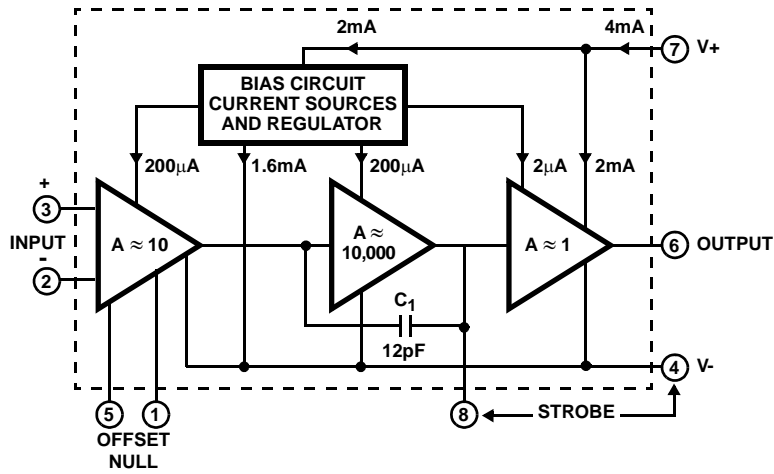 2mA
4mA
7
V+
BIAS CIRCUIT
CURRENT SOURCES
AND REGULATOR
200μA
1.6mA
200μA
2μA
2mA
+
3
INPUT
-
2
A ≈ 10
A ≈
10,000
A ≈ 1
6
OUTPUT
C1
12pF
4
V-
5
1
8
STROBE
OFFSET
NULL